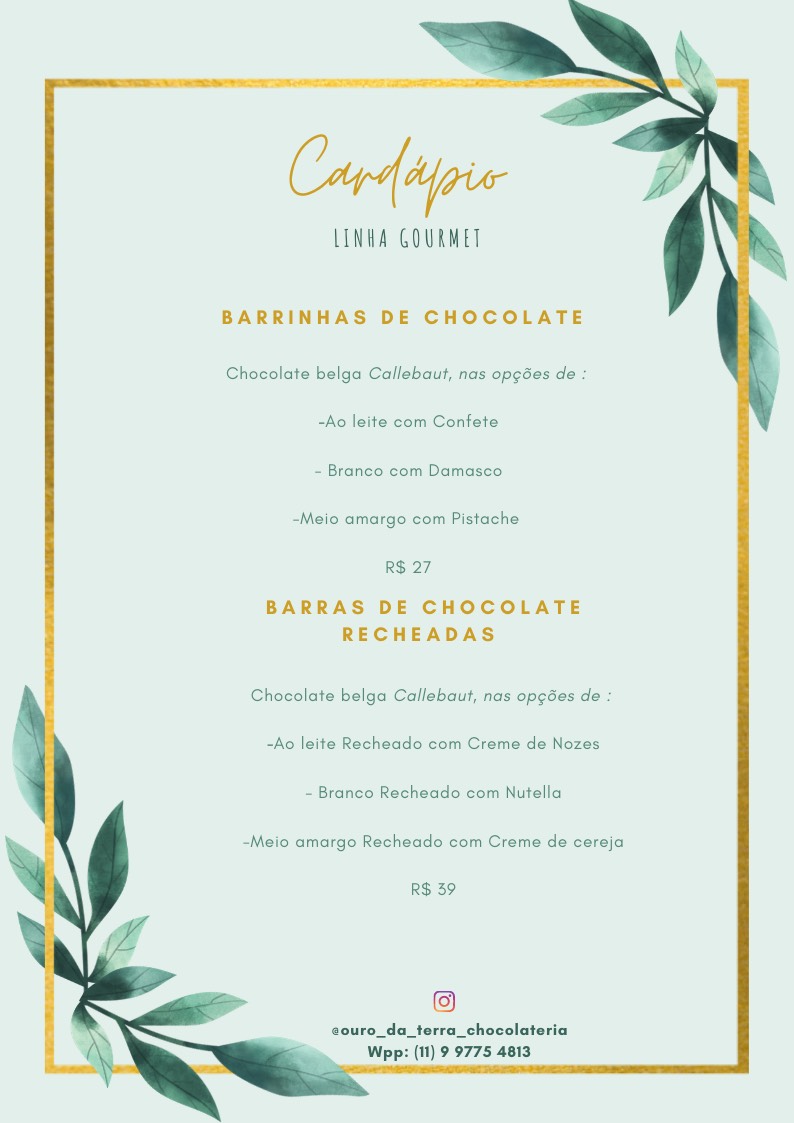 Cardápio
LINHA GOURMET
BARRINHAS DE CHOCOLATE
Chocolate belga Callebaut, nas opções de :
-Ao leite com Confete
- Branco com Damasco
-Meio amargo com Pistache
R$ 27
BARRAS DE CHOCOLATE
RECHEADAS
Chocolate belga Callebaut, nas opções de :
-Ao leite Recheado com Creme de Nozes
- Branco Recheado com Nutella
-Meio amargo Recheado com Creme de cereja
R$ 39
@ouro_da_terra_chocolateria
Wpp: (11) 9 9775 4813